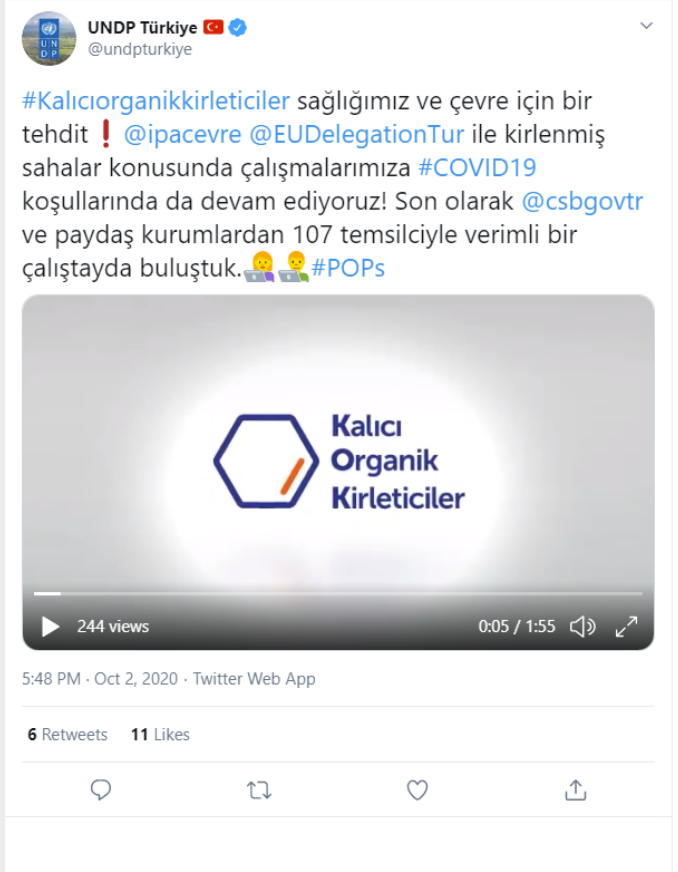 UNDP Türkiye 🇹🇷
@undpturkiye
#Kalıcıorganikkirleticiler sağlığımız ve çevre için bir
tehdit❗ @ipacevre @EUDelegationTur ile kirlenmiş
sahalar konusunda çalışmalarımıza #COVID19
koşullarında da devam ediyoruz! Son olarak @csbgovtr
ve paydaş kurumlardan 107 temsilciyle verimli bir
çalıştayda buluştuk.👩‍💻👨‍💻#POPs
Kalıcı
Organik
Kirleticiler
244 views 0:05 / 1:55
5:48 PM · Oct 2, 2020 · Twitter Web App
6 Retweets 11 Likes